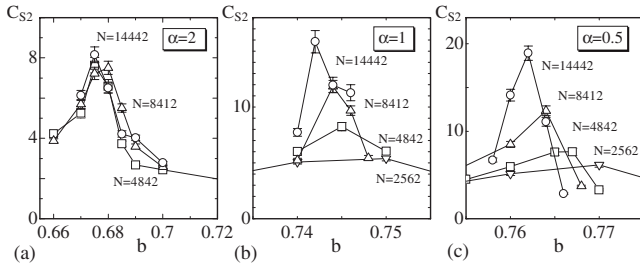 C_S2
8
4
0
N=14442
α=2
N=8412
N=4842
0.66
0.68
0.7
0.72
(a)
b
C_S2
10
0
α=1
N=14442
N=8412
N=4842
N=2562
0.74
0.75
(b)
b
C_S2
20
10
0
α=0.5
N=14442
N=8412
N=4842
N=2562
0.76
0.77
(c)
b